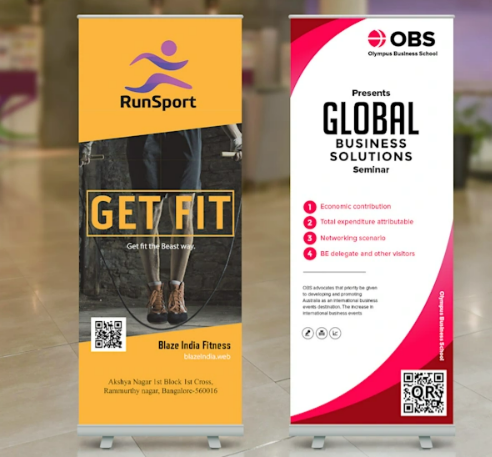 RunSport
GET FIT
Get fit the Beast way.
Blaze India Fitness
blazeindia.web
Akshya Nagar 1st Block 1st Cross,
Rammurthy nagar, Bangalore-560016
OBS
Olympus Business School
Presents
GLOBAL
BUSINESS
SOLUTIONS
Seminar
1 Economic contribution
2 Total expenditure attributable
3 Networking scenario
4 BE delegate and other visitors
OBS advocates that priority be given
to developing and promoting
Australia as an international business
events destination. The increase in
international business events
Olympus Business School
QR